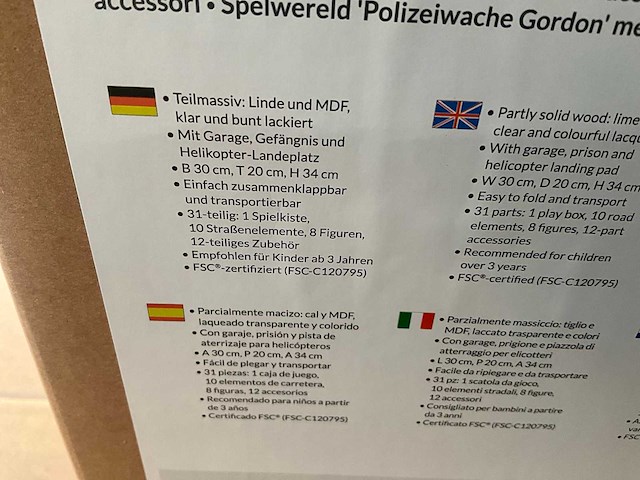 accessori • Spelwereld 'Polizeiwache Gordon' me
• Teilmassiv: Linde und MDF,
klar und bunt lackiert
• Mit Garage, Gefängnis und
Helikopter-Landeplatz
• B 30 cm, T 20 cm, H 34 cm
• Einfach zusammenklappbar
und transportierbar
• 31-teilig: 1 Spielkiste,
10 Straßenelemente, 8 Figuren,
12-teiliges Zubehör
• Empfohlen für Kinder ab 3 Jahren
• FSC®-zertifiziert (FSC-C120795)
• Partly solid wood: lime
clear and colourful lacqu
• With garage, prison and
helicopter landing pad
• W 30 cm, D 20 cm, H 34 cm
• Easy to fold and transport
• 31 parts: 1 play box, 10 road
elements, 8 figures, 12-part
accessories
• Recommended for children
over 3 years
• FSC®-certified (FSC-C120795)
• Parcialmente macizo: cal y MDF,
laqueado transparente y colorido
• Con garaje, prisión y pista de
aterrizaje para helicópteros
• A 30 cm, P 20 cm, A 34 cm
• Fácil de plegar y transportar
• 31 piezas: 1 caja de juego,
10 elementos de carretera,
8 figuras, 12 accesorios
• Recomendado para niños a partir
de 3 años
• Certificado FSC® (FSC-C120795)
• Parzialmente massiccio: tiglio e
MDF, laccato trasparente e colori
• Con garage, prigione e piazzola di
atterraggio per elicotteri
• L 30 cm, P 20 cm, A 34 cm
• Facile da ripiegare e da trasportare
• 31 pz: 1 scatola da gioco,
10 elementi stradali, 8 figure,
12 accessori
• Consigliato per bambini a partire
da 3 anni
• Certificato FSC® (FSC-C120795)
• FSC